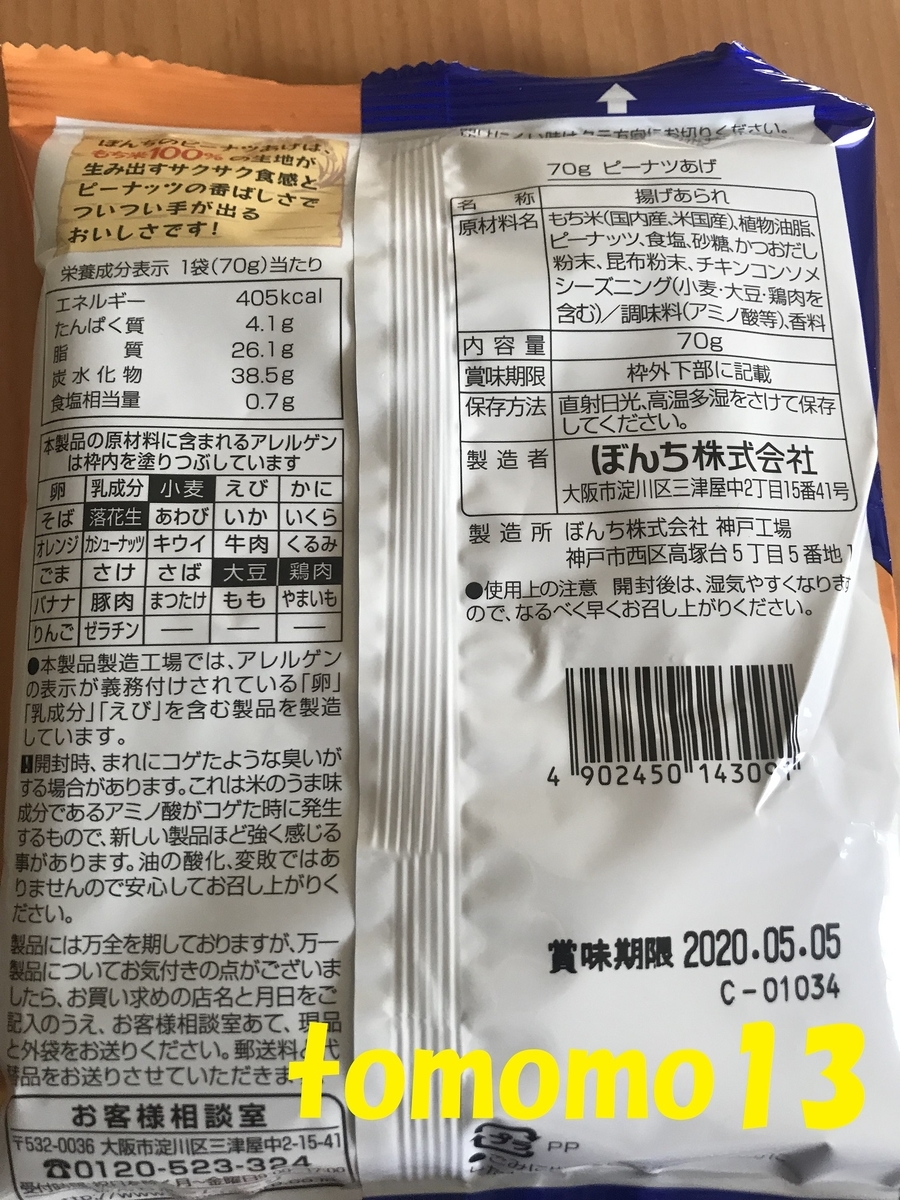 ぼんちのピーナツあげは、
もち米100%の生地が
生み出すサクサク食感と
ピーナッツの香ばしさで
ついつい手が出る
おいしさです!
栄養成分表示 1袋(70g)当たり
エネルギー 405kcal
たんぱく質 4.1g
脂質 26.1g
炭水化物 38.5g
食塩相当量 0.7g
本製品の原材料に含まれるアレルゲン
は枠内を塗りつぶしています
卵 乳成分 小麦 えび かに
そば 落花生 あわび いか いくら
オレンジ カシューナッツ キウイ 牛肉 くるみ
ごま さけ さば 大豆 鶏肉
バナナ 豚肉 まつたけ もも やまいも
りんご ゼラチン ― ― ―
●本製品製造工場では、アレルゲン
の表示が義務付けされている「卵」
「乳成分」「えび」を含む製品を製造
しています。
!開封時、まれにコゲたような臭いが
する場合があります。これは米のうま味
成分であるアミノ酸がコゲた時に発生
するもので、新しい製品ほど強く感じる
事があります。油の酸化、変敗ではあ
りませんので安心してお召し上がりく
ださい。
製品には万全を期しておりますが、万一
製品についてお気付きの点がございま
したら、お買い求めの店名と月日をご
記入のうえ、お客様相談室あて、現品
と外袋をお送りください。郵送料と代
替品をお送りさせていただきま
お客様相談室
〒532-0036 大阪市淀川区三津屋中2-15-41
☎0120-523-324
月~金曜日
タテ方向にお切りください。
70g ピーナツあげ
名称 揚げあられ
原材料名 もち米(国内産、米国産)、植物油脂、
ピーナッツ、食塩、砂糖、かつおだし
粉末、昆布粉末、チキンコンソメ
シーズニング(小麦・大豆・鶏肉を
含む)/調味料(アミノ酸等)、香料
内容量 70g
賞味期限 枠外下部に記載
保存方法 直射日光、高温多湿をさけて保存
してください。
製造者 ぼんち株式会社
大阪市淀川区三津屋中2丁目15番41号
製造所 ぼんち株式会社 神戸工場
神戸市西区高塚台5丁目5番地1
●使用上の注意 開封後は、湿気やすくなります
ので、なるべく早くお召し上がりください。
4 902450 143091
賞味期限 2020.05.05
C-01034
tomomo13
プラ PP